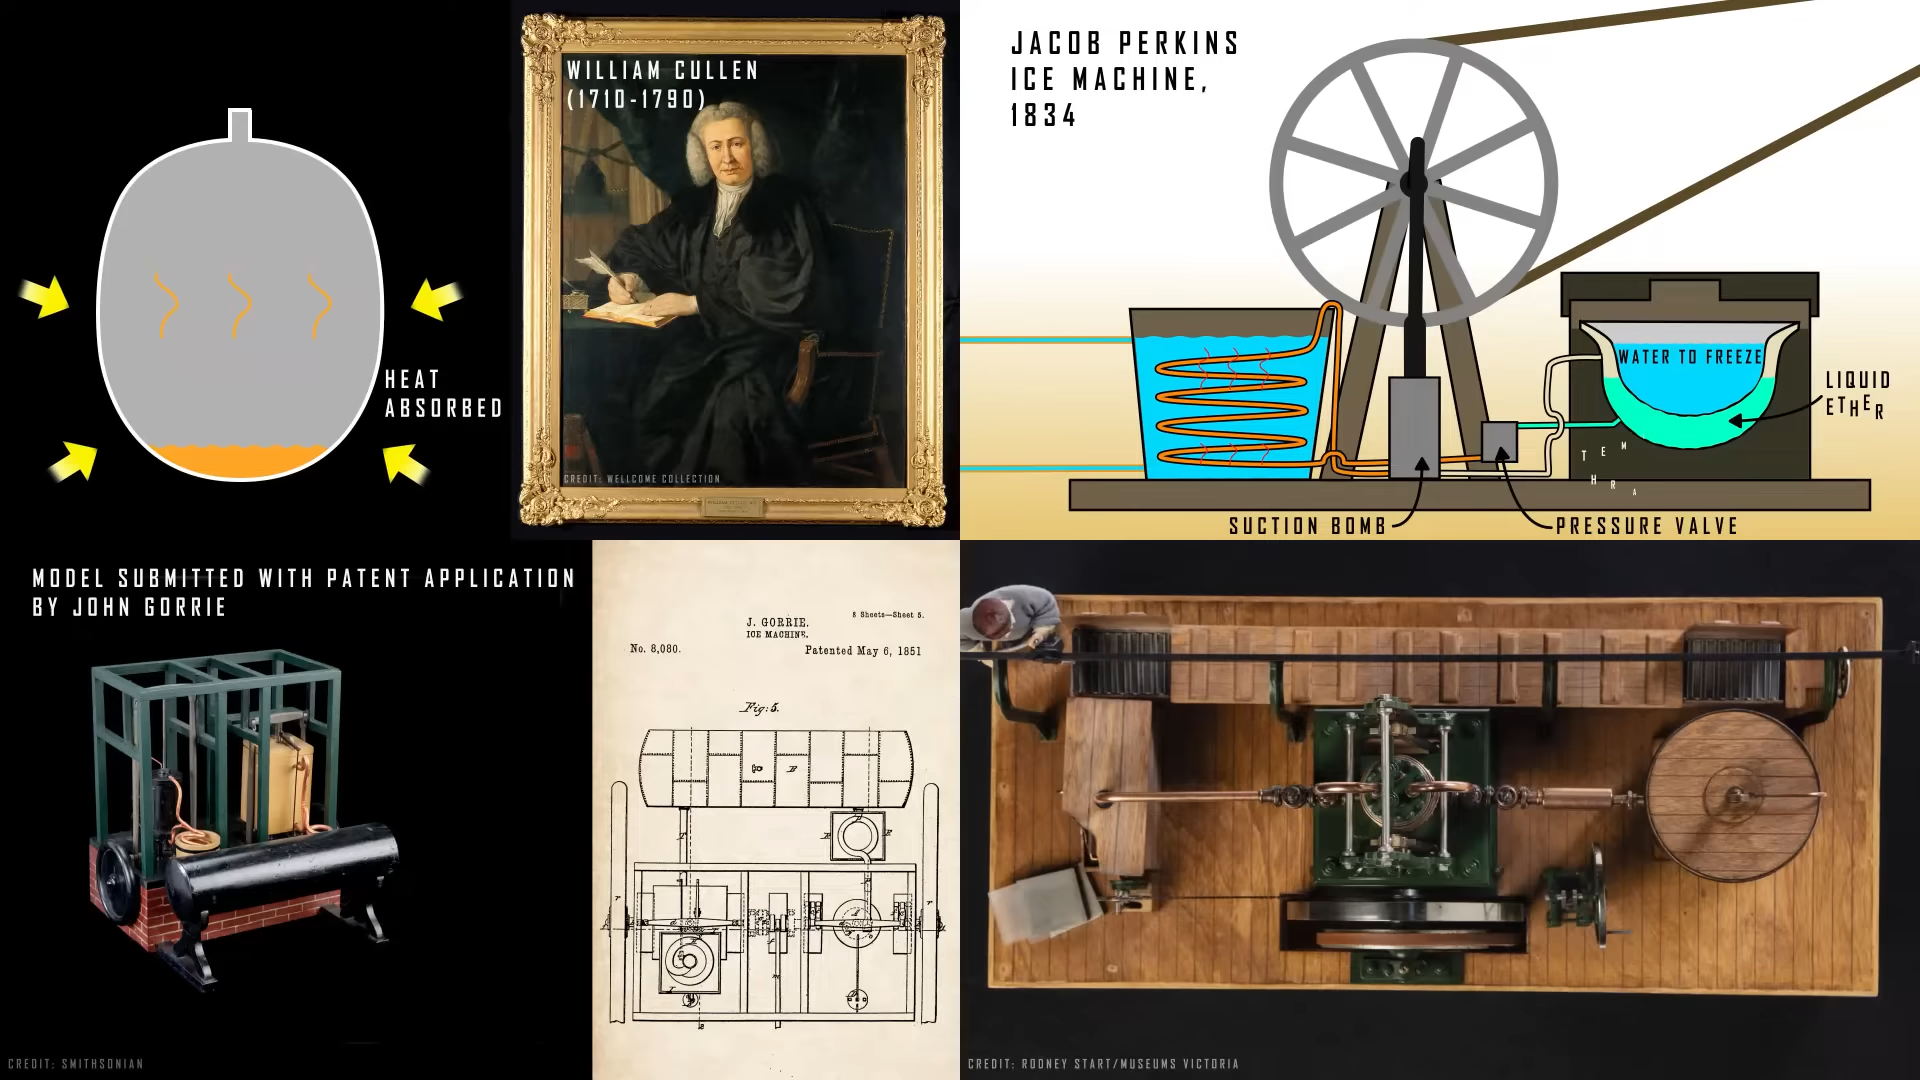 WILLIAM CULLEN
(1710-1790)
HEAT
ABSORBED
CREDIT: WELLCOME COLLECTION
JACOB PERKINS
ICE MACHINE,
1834
WATER TO FREEZE
LIQUID
ETHER
T E M
H R A
SUCTION BOMB
PRESSURE VALVE
MODEL SUBMITTED WITH PATENT APPLICATION
BY JOHN GORRIE
CREDIT: SMITHSONIAN
8 Sheets—Sheet 5.
J. GORRIE.
ICE MACHINE.
No. 8,080.
Patented May 6, 1851
Fig: 5.
CREDIT: RODNEY START/MUSEUMS VICTORIA